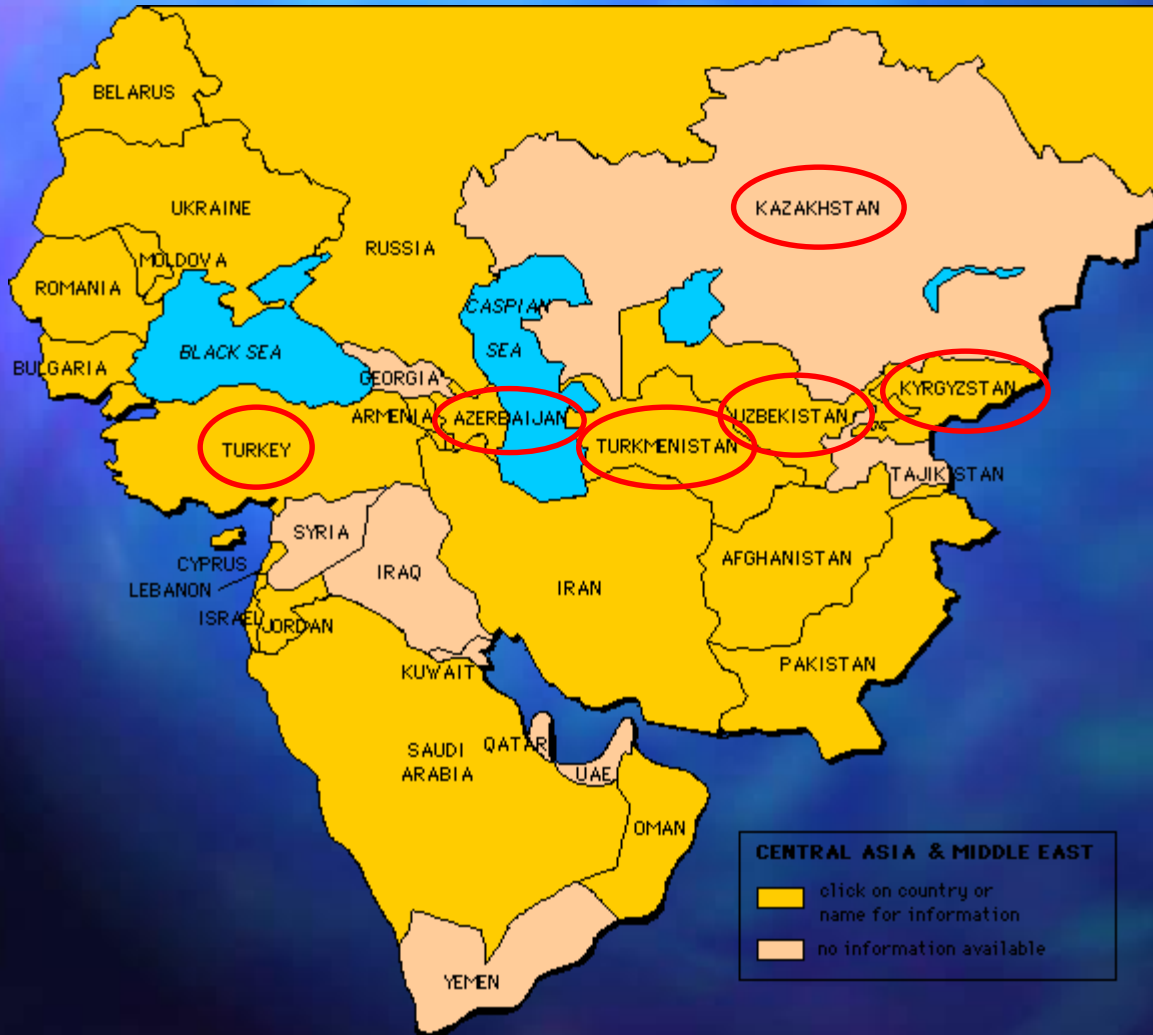 BELARUS
UKRAINE
KAZAKHSTAN
RUSSIA
MOLDOVA
ROMANIA
CASPIAN
SEA
BLACK SEA
BULGARIA
GEORGIA
KYRGYZSTAN
ARMENIA
AZERBAIJAN
UZBEKISTAN
TURKEY
TURKMENISTAN
TAJIKISTAN
SYRIA
AFGHANISTAN
CYPRUS
IRAQ
LEBANON
IRAN
ISRAEL
JORDAN
PAKISTAN
KUWAIT
QATAR
SAUDI
ARABIA
UAE
OMAN
YEMEN
CENTRAL ASIA & MIDDLE EAST
click on country or
name for information
no information available